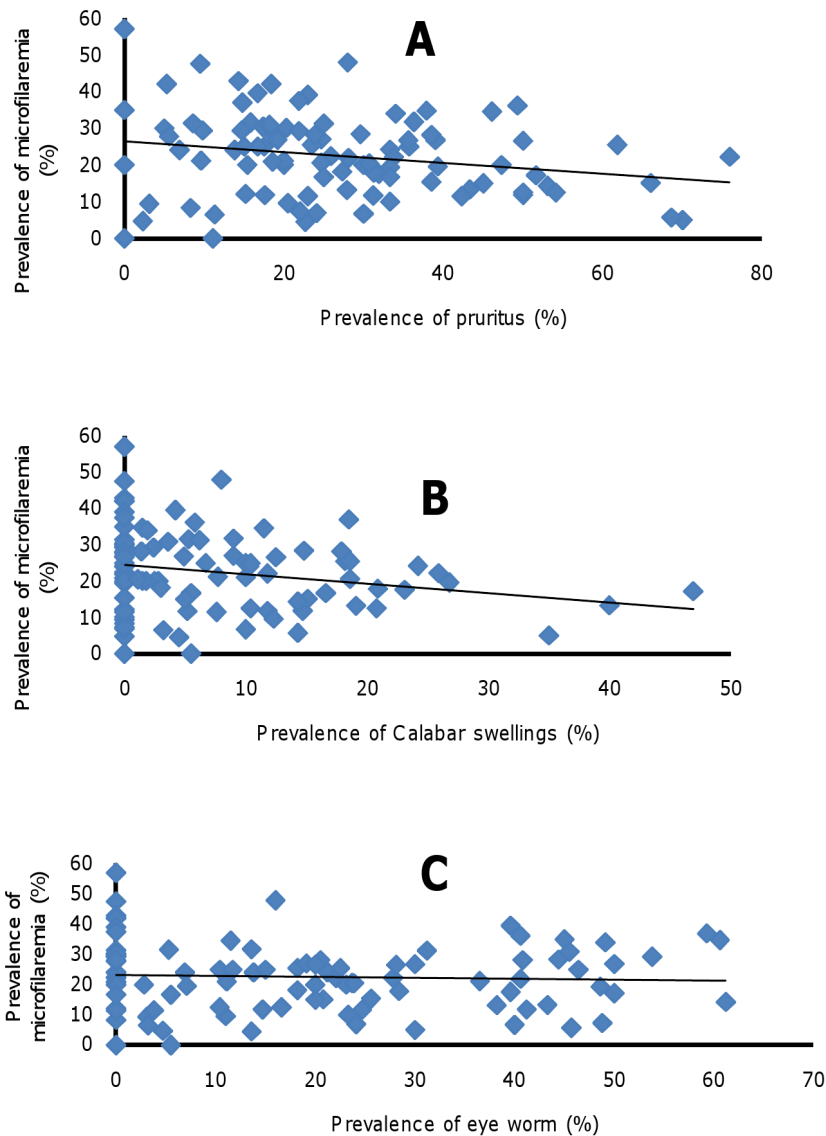 A
Prevalence of microfilaremia
(%)
60
50
40
30
20
10
0
0 20 40 60 80
Prevalence of pruritus (%)
B
Prevalence of microfilaremia
(%)
60
50
40
30
20
10
0
0 10 20 30 40 50
Prevalence of Calabar swellings (%)
C
Prevalence of
microfilaremia (%)
60
50
40
30
20
10
0
0 10 20 30 40 50 60 70
Prevalence of eye worm (%)